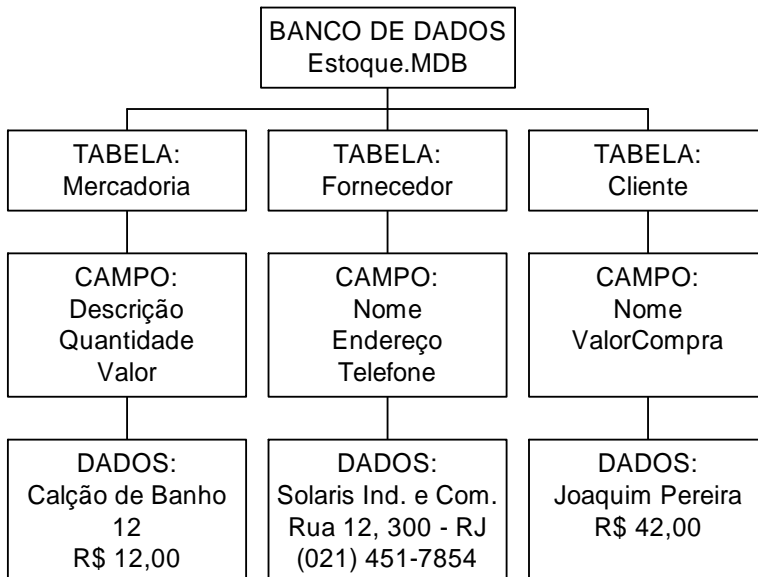 BANCO DE DADOS
Estoque.MDB
TABELA:
Mercadoria
TABELA:
Fornecedor
TABELA:
Cliente
CAMPO:
Descrição
Quantidade
Valor
CAMPO:
Nome
Endereço
Telefone
CAMPO:
Nome
ValorCompra
DADOS:
Calção de Banho
12
R$ 12,00
DADOS:
Solaris Ind. e Com.
Rua 12, 300 - RJ
(021) 451-7854
DADOS:
Joaquim Pereira
R$ 42,00